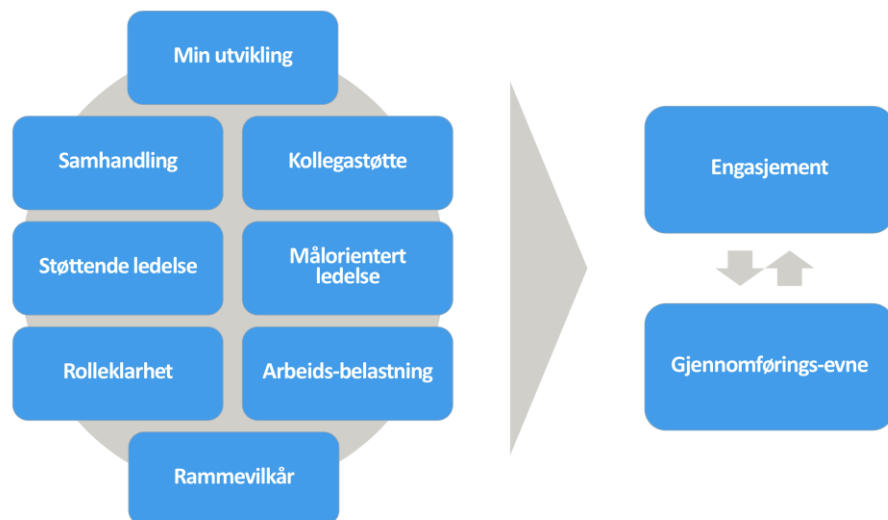 Min utvikling
Samhandling
Kollegastøtte
Støttende ledelse
Målorientert
ledelse
Rolleklarhet
Arbeids-belastning
Rammevilkår
Engasjement
Gjennomførings-evne